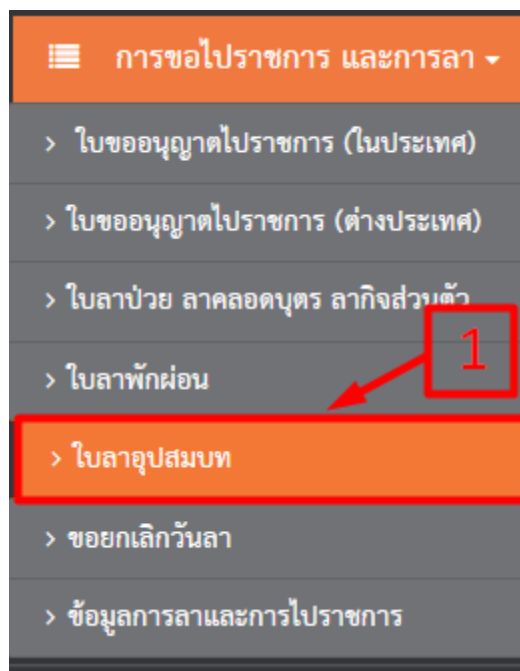 การขอไปราชการ และการลา
> ใบขออนุญาตไปราชการ (ในประเทศ)
> ใบขออนุญาตไปราชการ (ต่างประเทศ)
> ใบลาป่วย ลาคลอดบุตร ลากิจส่วนตัว
1
> ใบลาพักผ่อน
> ใบลาอุปสมบท
> ขอยกเลิกวันลา
> ข้อมูลการลาและการไปราชการ